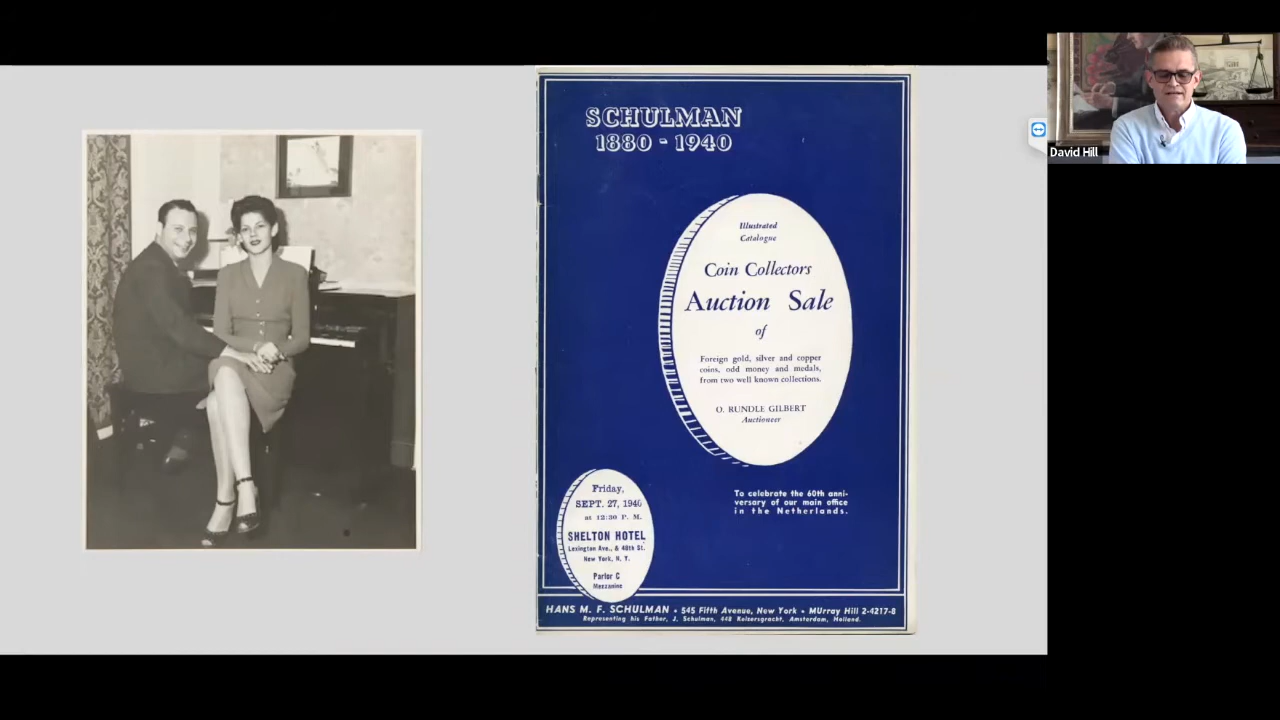 SCHULMAN
1880 - 1940
Illustrated
Catalogue
Coin Collectors
Auction Sale
of
Foreign gold, silver and copper
coins, odd money and medals,
from two well known collections.
O. RUNDLE GILBERT
Auctioneer
To celebrate the 60th anni-
versary of our main office
in the Netherlands.
Friday,
SEPT. 27, 1940
at 12:30 P. M.
SHELTON HOTEL
Lexington Ave., & 48th St.
New York, N. Y.
Parlor C
Mezzanine
HANS M. F. SCHULMAN • 545 Fifth Avenue, New York • MUrray Hill 2-4217-8
Representing his Father, J. Schulman, 448 Keizersgracht, Amsterdam, Holland.
David Hill